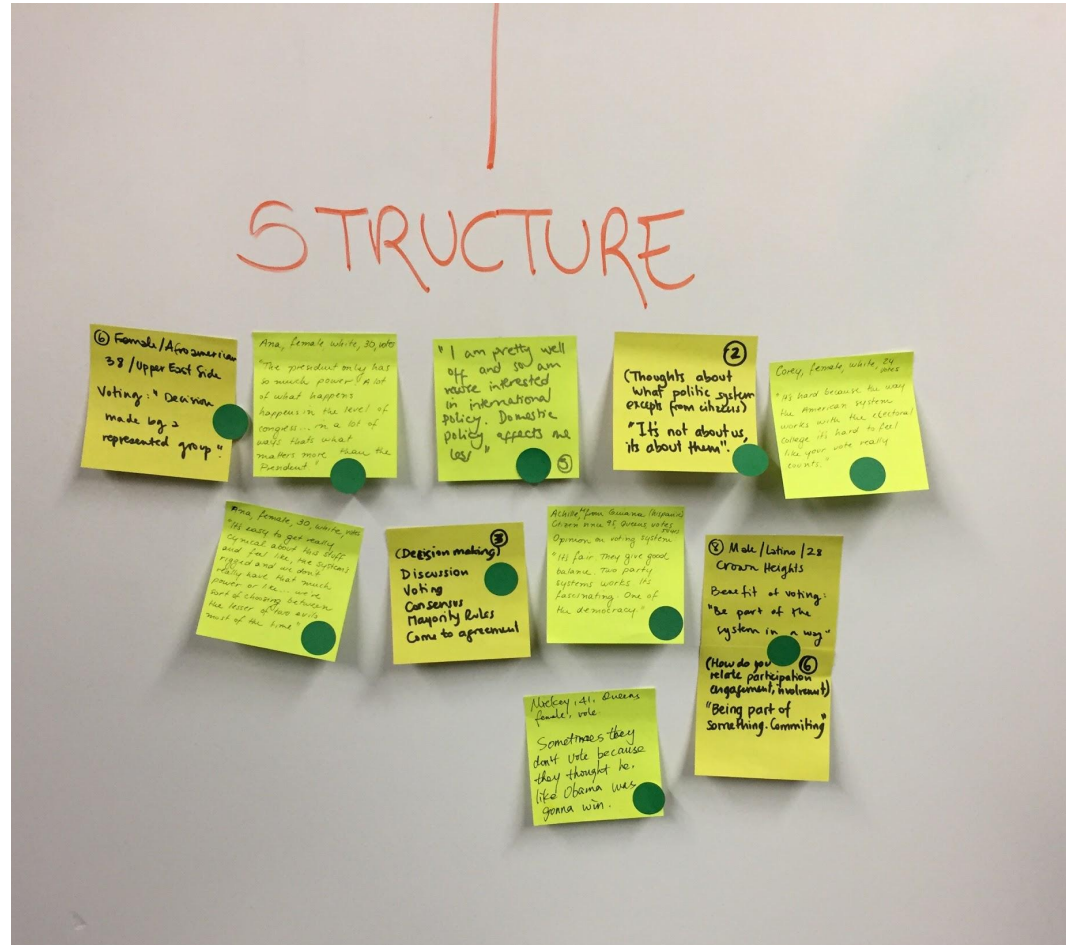 STRUCTURE
⑥ Female/Afroamerican
38/Upper East Side
Voting: "Decision
made by a
represented group".
Ana, female white, 30, votes
"The president only has
so much power a lot
of what happens
happens in the level of
congress... in a lot of
ways thats what
matters more than the
President"
"I am pretty well
off and so am
more interested
in international
policy. Domestic
policy affects me
less"
⑤
②
(Thoughts about
what politic system
expects from citizens)
"It's not about us,
its about them".
Corey, female, white, 24
votes
"It's hard because the way
the American system
works with the electoral
college it's hard to feel
like your vote really
counts."
Ana, female, 30, white, votes
"It's easy to get really
cynical about this stuff
and feel like, the system's
rigged and we don't
really have that much
power or like... we're
sort of choosing between
the lesser of two evils
most of the time"
③
(Decision making)
Discussion
Voting
Consensus
Mayority Rules
Come to agreement
Achille from
Citizen since 95, Queens votes
Opinion on voting system
"It's fair. They give good
balance. Two party
systems works. Its
fascinating. One of
the democracy."
⑧ Male/Latino/28
Crown Heights
Benefit of voting:
"Be part of the
system in a way"
(How do you ⑥
relate participation
engagement, involvement)
"Being part of
something. Commiting"
Mickey, 41, Queens
female, vote
Sometimes they
don't vote because
they thought he,
like Obama was
gonna win.